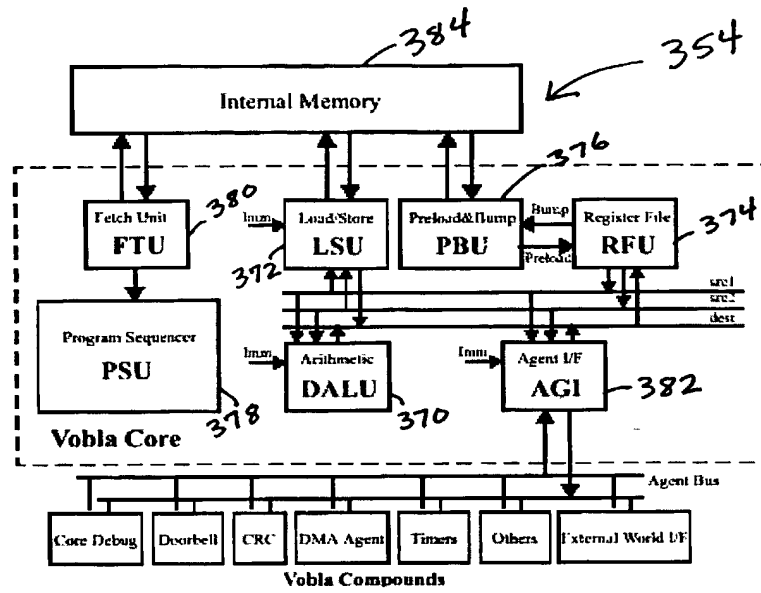 384
354
Internal Memory
376
380
374
Fetch Unit
FTU
Imm
Load/Store
LSU
372
Preload&Bump
PBU
Bump
Preload
Register File
RFU
src1
src2
dest
Program Sequencer
PSU
378
Imm
Arithmetic
DALU
370
Imm
Agent I/F
AGI
382
Vobla Core
Agent Bus
Core Debug
Doorbell
CRC
DMA Agent
Timers
Others
External World I/F
Vobla Compounds